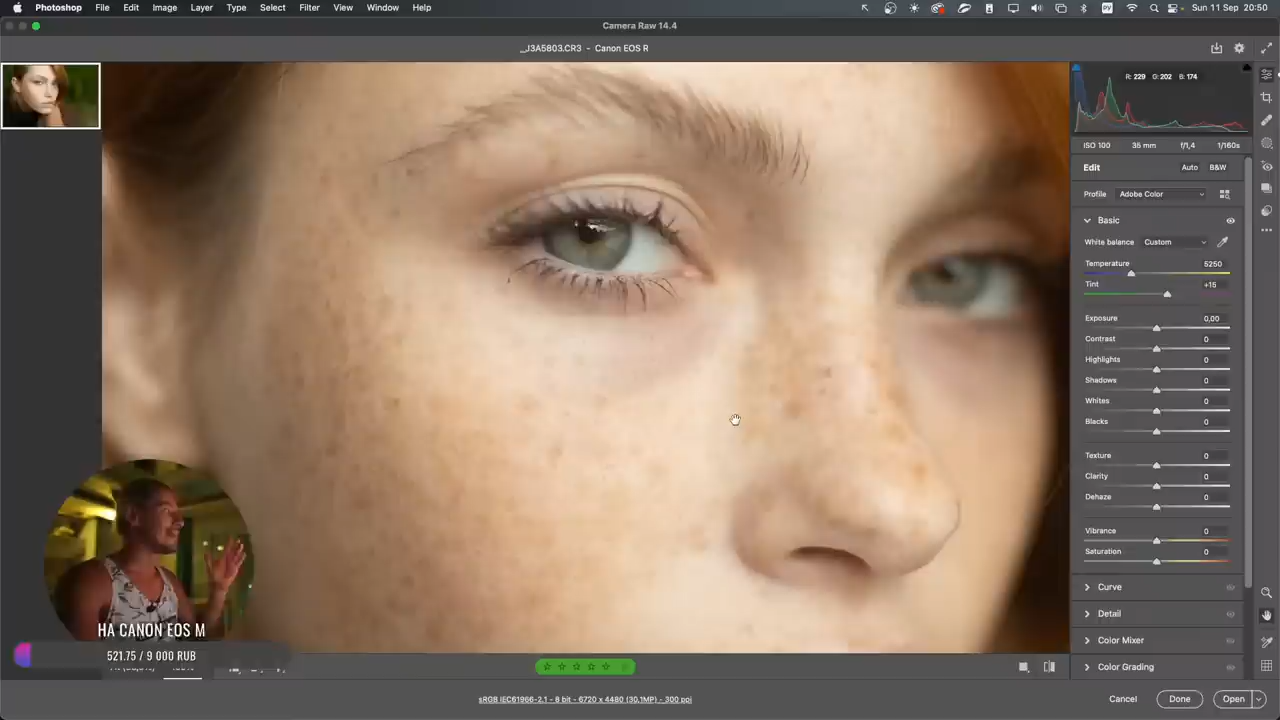 Photoshop File Edit Image Layer Type Select Filter View Window Help
РУ
Sun 11 Sep 20:50
Camera Raw 14.4
_J3A5803.CR3 - Canon EOS R
R: 229 G: 202 B: 174
ISO 100 35 mm f/1,4 1/160s
Edit Auto B&W
Profile Adobe Color
Basic
White balance Custom
Temperature 5250
Tint +15
Exposure 0,00
Contrast 0
Highlights 0
Shadows 0
Whites 0
Blacks 0
Texture 0
Clarity 0
Dehaze 0
Vibrance 0
Saturation 0
Curve
Detail
Color Mixer
Color Grading
НА CANON EOS M
521.75 / 9 000 RUB
sRGB IEC61966-2.1 - 8 bit - 6720 x 4480 (30,1MP) - 300 ppi
Cancel Done Open